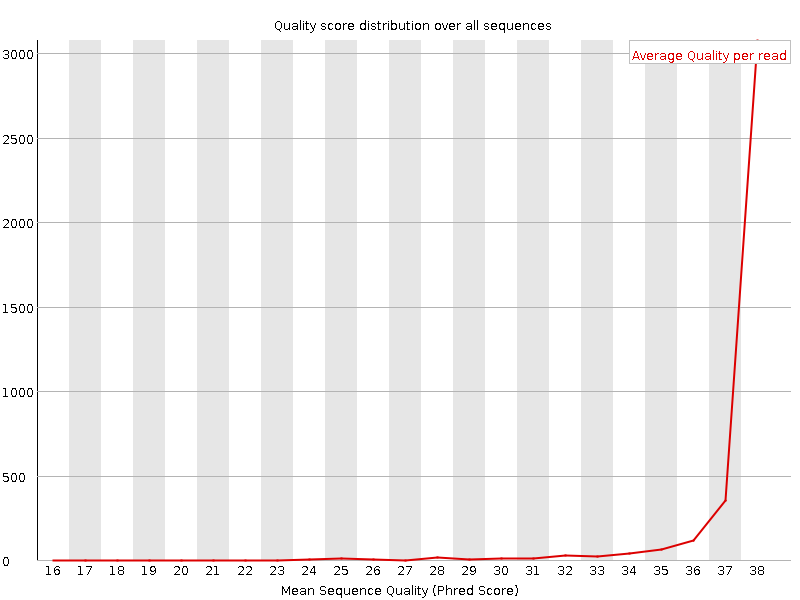 Quality score distribution over all sequences
Average Quality per read
3000
2500
2000
1500
1000
500
0
16 17 18 19 20 21 22 23 24 25 26 27 28 29 30 31 32 33 34 35 36 37 38
Mean Sequence Quality (Phred Score)